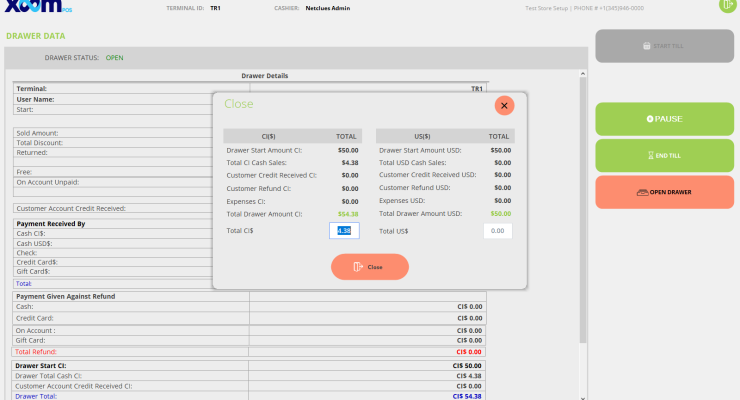 xoom POS
TERMINAL ID: TR1
CASHIER: Netclues Admin
Test Store Setup | PHONE # +1(345)946-0000
DRAWER DATA
DRAWER STATUS: OPEN
START TILL
Drawer Details
Terminal: TR1
User Name:
Start:
Sold Amount:
Total Discount:
Returned:
Free:
On Account Unpaid:
Customer Account Credit Received:
Payment Received By
Cash CI$:
Cash USD$:
Check:
Credit Card$:
Gift Card$:
Total:
Close
CI($) TOTAL
Drawer Start Amount CI: $50.00
Total CI Cash Sales: $4.38
Customer Credit Received CI: $0.00
Customer Refund CI: $0.00
Expenses CI: $0.00
Total Drawer Amount CI: $54.38
Total CI$ 4.38
US($) TOTAL
Drawer Start Amount USD: $50.00
Total USD Cash Sales: $0.00
Customer Credit Received USD: $0.00
Customer Refund USD: $0.00
Expenses USD: $0.00
Total Drawer Amount USD: $50.00
Total US$ 0.00
Close
PAUSE
END TILL
OPEN DRAWER
Payment Given Against Refund
Cash: CI$ 0.00
Credit Card: CI$ 0.00
On Account : CI$ 0.00
Gift Card: CI$ 0.00
Total Refund: CI$ 0.00
Drawer Start CI: CI$ 50.00
Drawer Total Cash CI: CI$ 4.38
Customer Account Credit Received CI: CI$ 0.00
Drawer Total: CI$ 54.38